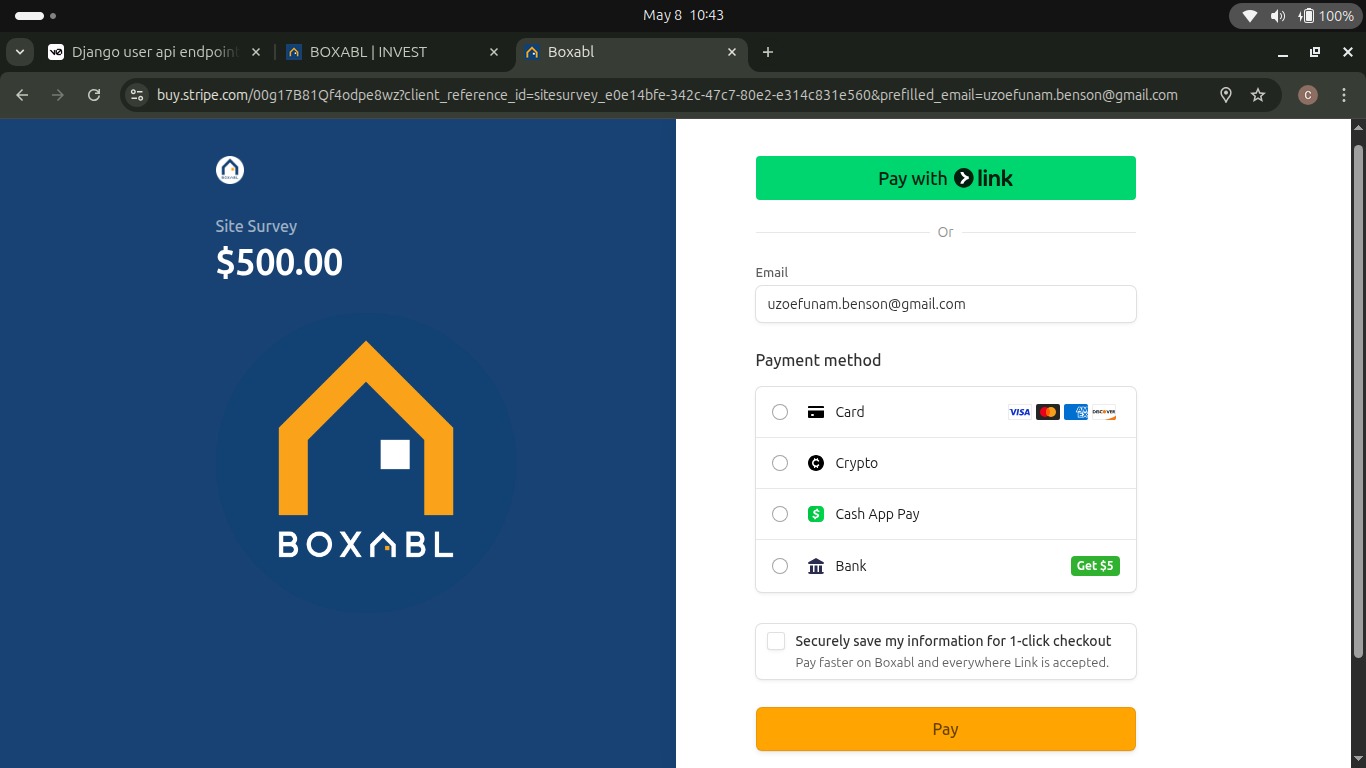 May 8 10:43
100%
Django user api endpoint
BOXABL | INVEST
Boxabl
buy.stripe.com/00g17B81Qf4odpe8wz?client_reference_id=sitesurvey_e0e14bfe-342c-47c7-80e2-e314c831e560&prefilled_email=uzoefunam.benson@gmail.com
C
BOXABL
Site Survey
$500.00
BOXABL
Pay with link
Or
Email
uzoefunam.benson@gmail.com
Payment method
Card
VISA
AMEX
DISCOVER
Crypto
Cash App Pay
Bank
Get $5
Securely save my information for 1-click checkout
Pay faster on Boxabl and everywhere Link is accepted.
Pay